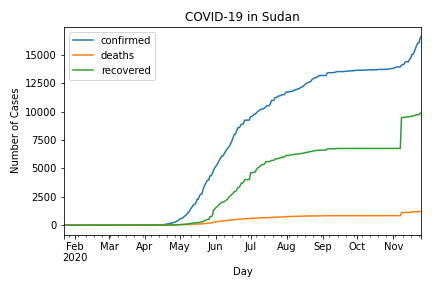 COVID-19 in Sudan
confirmed
deaths
recovered
Number of Cases
15000
12500
10000
7500
5000
2500
0
Feb Mar Apr May Jun Jul Aug Sep Oct Nov
2020
Day